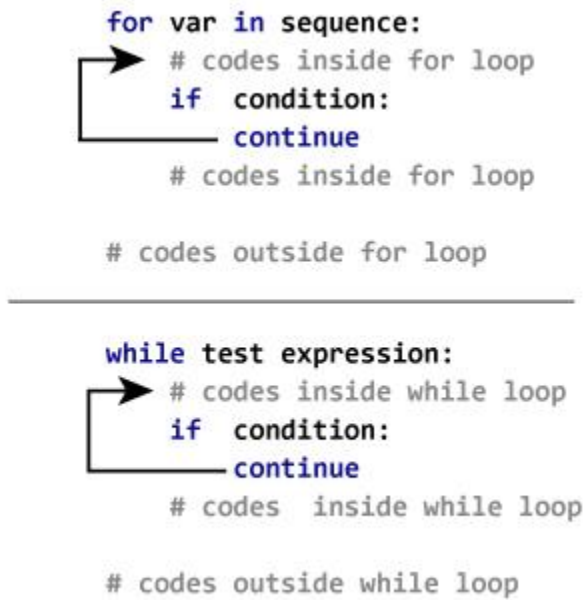 for var in sequence:
# codes inside for loop
if condition:
continue
# codes inside for loop
# codes outside for loop
while test expression:
# codes inside while loop
if condition:
continue
# codes inside while loop
# codes outside while loop